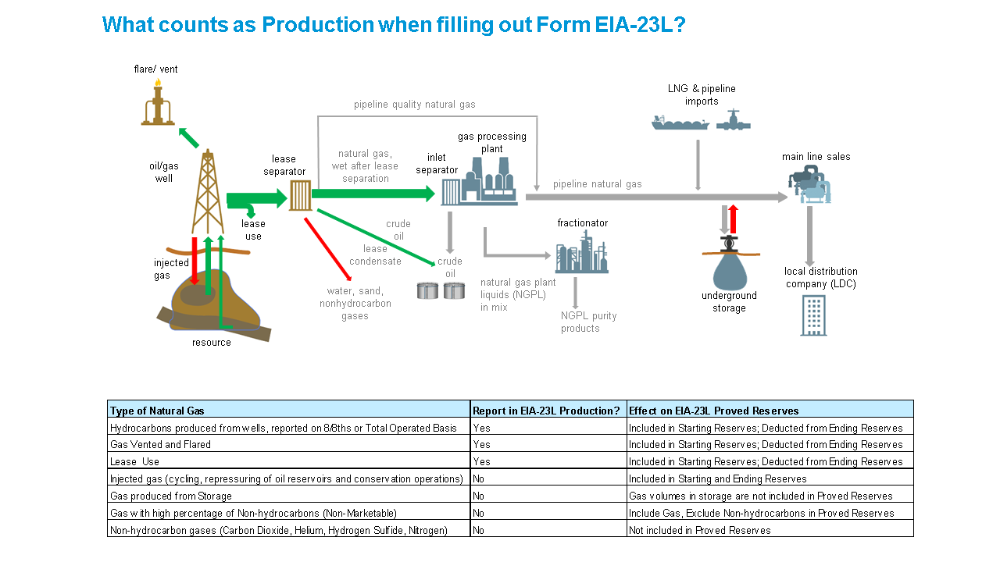 What counts as Production when filling out Form EIA-23L?
flare/ vent
LNG & pipeline
imports
pipeline quality natural gas
gas processing
plant
oil/gas
well
lease
separator
natural gas,
wet after lease
separation
inlet
separator
main line sales
pipeline natural gas
lease
use
crude
oil
lease
condensate
fractionator
injected
gas
crude
oil
water, sand,
nonhydrocarbon
gases
natural gas plant
liquids (NGPL)
in mix
NGPL purity
products
underground
storage
local distribution
company (LDC)
resource
Type of Natural Gas Report in EIA-23L Production? Effect on EIA-23L Proved Reserves
Hydrocarbons produced from wells, reported on 8/8ths or Total Operated Basis Yes Included in Starting Reserves; Deducted from Ending Reserves
Gas Vented and Flared Yes Included in Starting Reserves; Deducted from Ending Reserves
Lease Use Yes Included in Starting Reserves; Deducted from Ending Reserves
Injected gas (cycling, repressuring of oil reservoirs and conservation operations) No Included in Starting and Ending Reserves
Gas produced from Storage No Gas volumes in storage are not included in Proved Reserves
Gas with high percentage of Non-hydrocarbons (Non-Marketable) No Include Gas, Exclude Non-hydrocarbons in Proved Reserves
Non-hydrocarbon gases (Carbon Dioxide, Helium, Hydrogen Sulfide, Nitrogen) No Not included in Proved Reserves